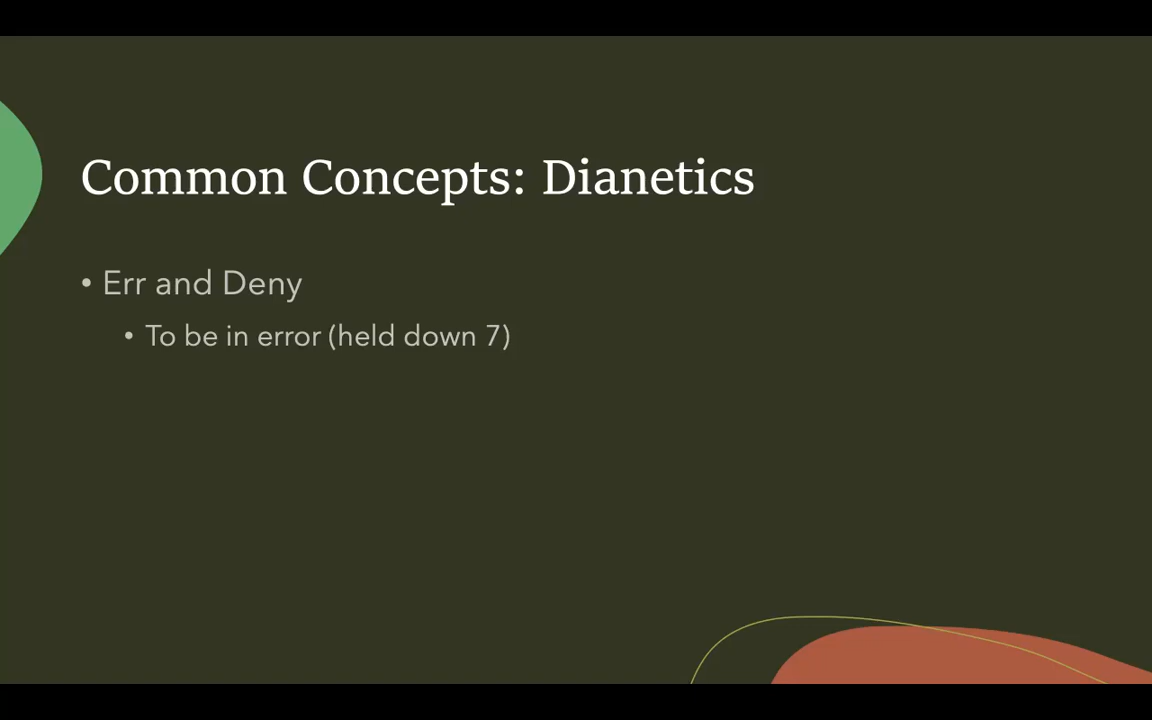 Common Concepts: Dianetics
• Err and Deny
• To be in error (held down 7)